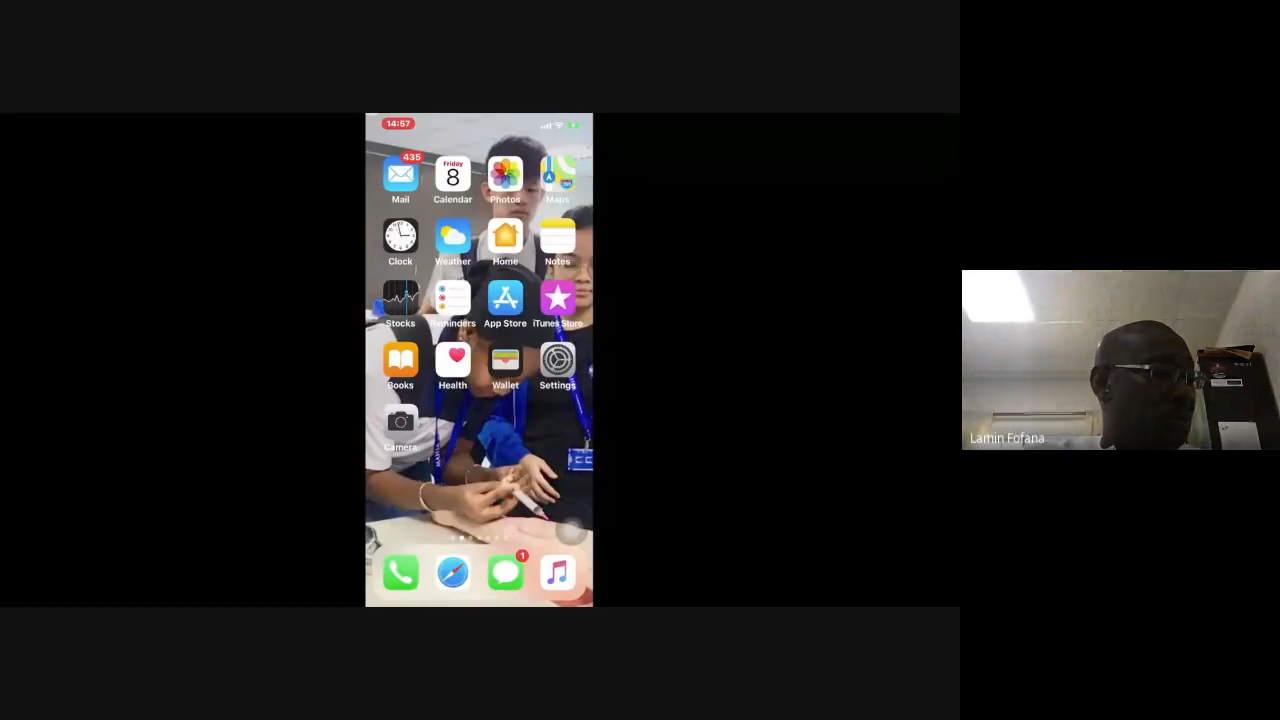 14:57
435
Friday
8
Mail Calendar Photos Maps
Clock Weather Home Notes
Stocks Reminders App Store iTunes Store
Books Health Wallet Settings
Camera
1
Lamin Fofana